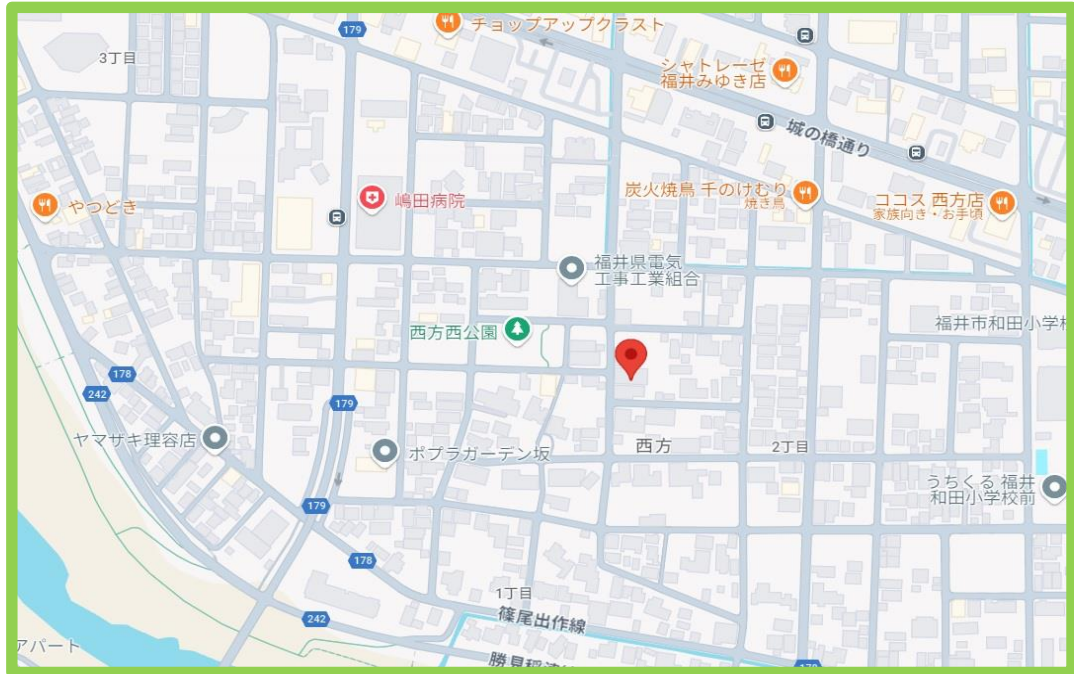 179
チョップアップクラスト
3丁目
シャトレーゼ
福井みゆき店
城の橋通り
やつどき
嶋田病院
炭火焼鳥 千のけむり
焼き鳥
ココス 西方店
家族向き・お手頃
福井県電気
工事工業組合
西方西公園
福井市和田小学校
178
242
179
ヤマザキ理容店
ポプラガーデン坂
西方
2丁目
うちくる 福井
和田小学校前
179
178
1丁目
242
篠尾出作線
アパート
勝見稲津
178